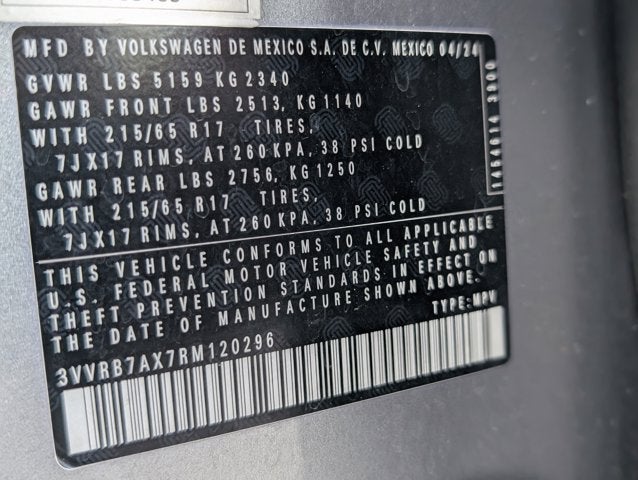 MFD BY VOLKSWAGEN DE MEXICO S.A. DE C.V. MEXICO 04/24
GVWR LBS 5159 KG 2340
GAWR FRONT LBS 2513, KG 1140
WITH 215/65 R17 TIRES,
7JX17 RIMS, AT 260 KPA, 38 PSI COLD
GAWR REAR LBS 2756, KG 1250
WITH 215/65 R17 TIRES,
7JX17 RIMS, AT 260 KPA, 38 PSI COLD
THIS VEHICLE CONFORMS TO ALL APPLICABLE
U.S. FEDERAL MOTOR VEHICLE SAFETY AND
THEFT PREVENTION STANDARDS IN EFFECT ON
THE DATE OF MANUFACTURE SHOWN ABOVE.
TYPE: MPV
3VVRB7AX7RM120296